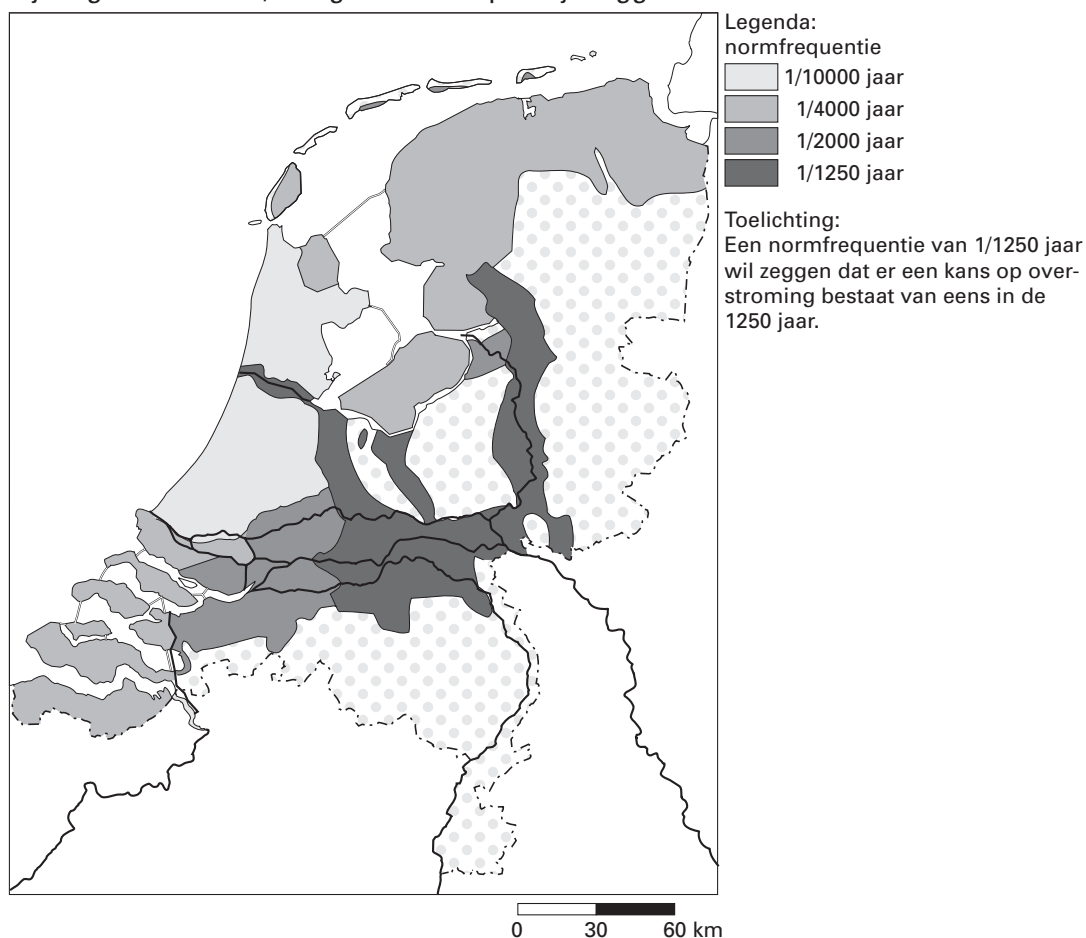 Legenda:
normfrequentie
1/10000 jaar
1/4000 jaar
1/2000 jaar
1/1250 jaar
Toelichting:
Een normfrequentie van 1/1250 jaar
wil zeggen dat er een kans op over-
stroming bestaat van eens in de
1250 jaar.
0 30 60 km